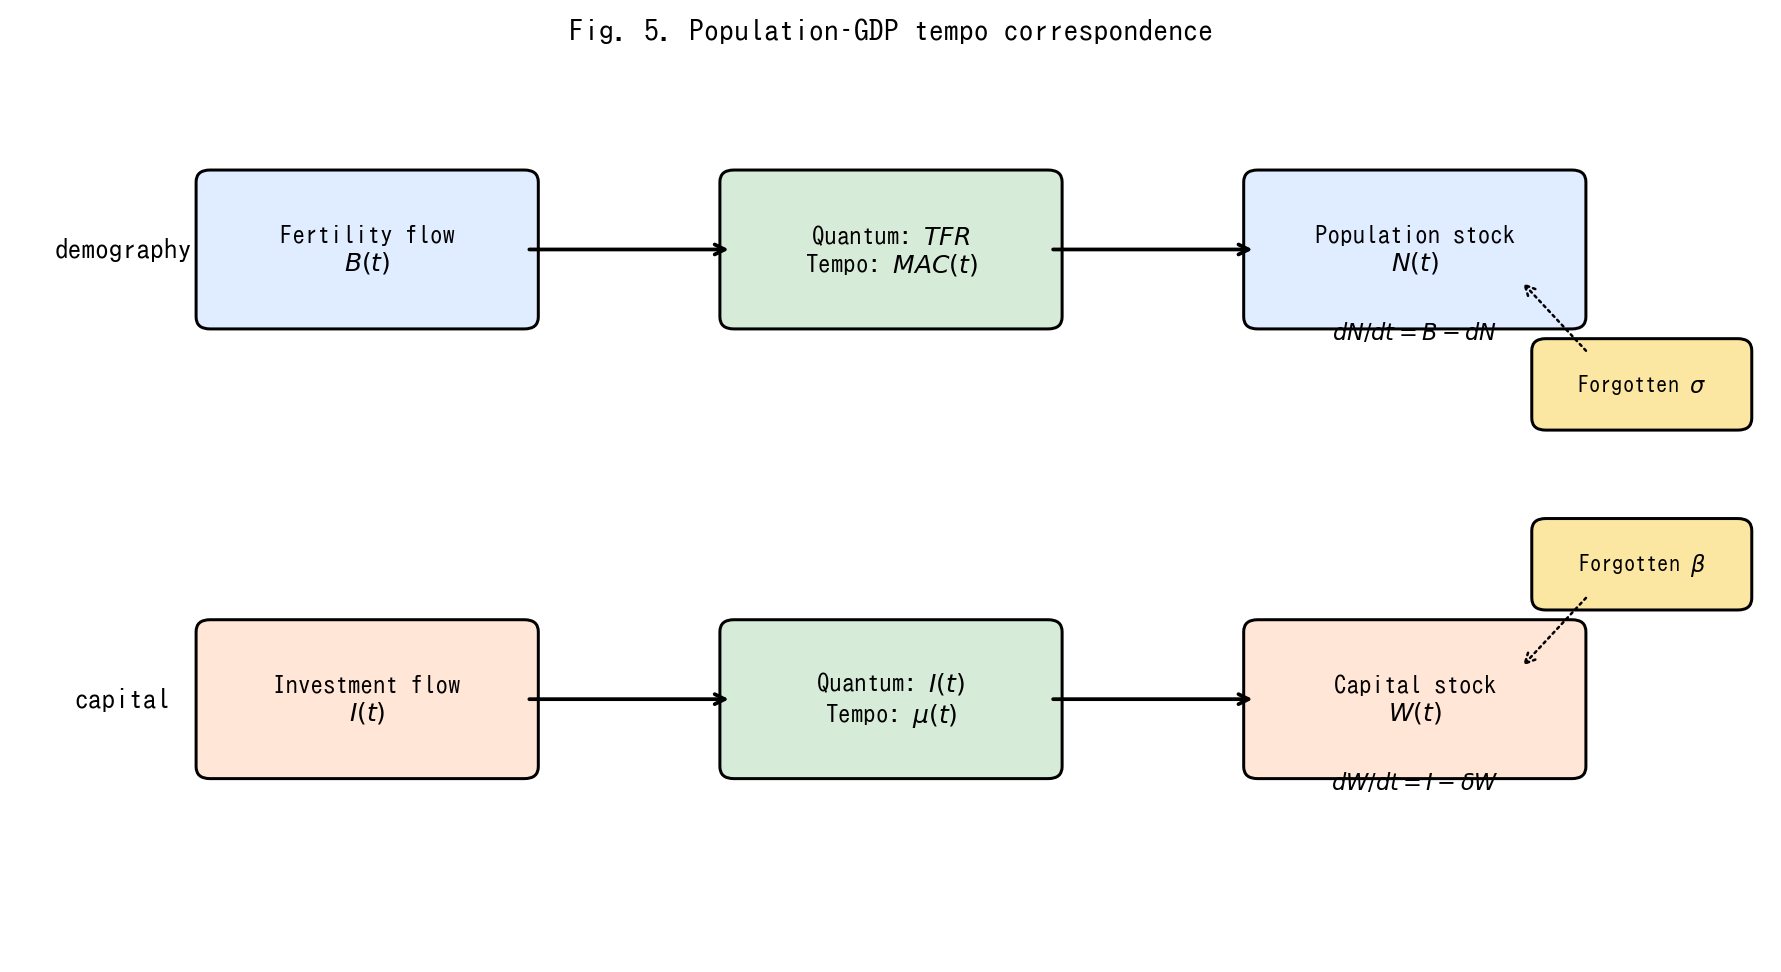 Fig. 5. Population-GDP tempo correspondence
demography
Fertility flow
B(t)
Quantum: TFR
Tempo: MAC(t)
Population stock
N(t)
dN/dt = B − dN
Forgotten σ
Forgotten β
capital
Investment flow
I(t)
Quantum: I(t)
Tempo: μ(t)
Capital stock
W(t)
dW/dt = I − δW